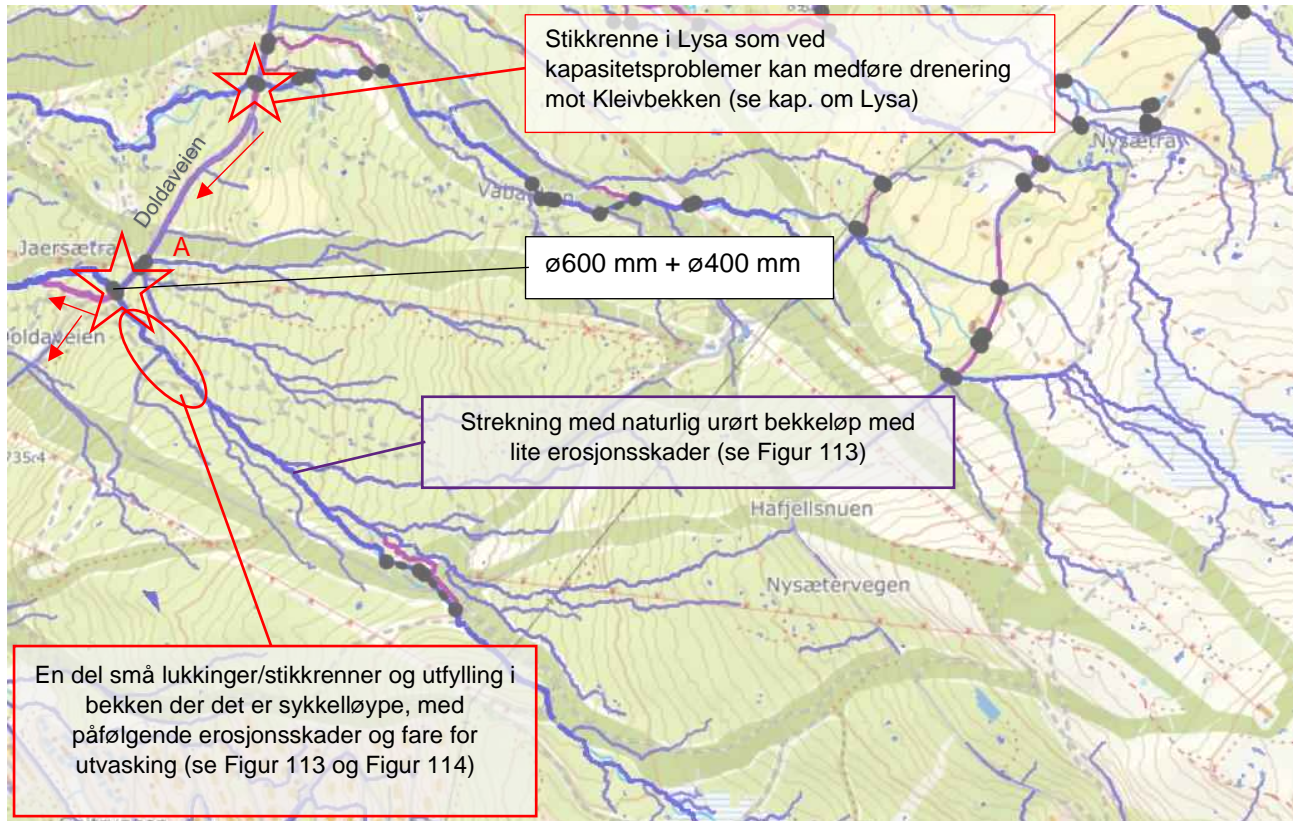 Stikkrenne i Lysa som ved
kapasitetsproblemer kan medføre drenering
mot Kleivbekken (se kap. om Lysa)
Nysætra
Doldaveien
Jaersætra
A
ø600 mm + ø400 mm
Doldaveien
Strekning med naturlig urørt bekkeløp med
lite erosjonsskader (se Figur 113)
Hafjellsnuen
Nysætervegen
En del små lukkinger/stikkrenner og utfylling i
bekken der det er sykkelløype, med
påfølgende erosjonsskader og fare for
utvasking (se Figur 113 og Figur 114)